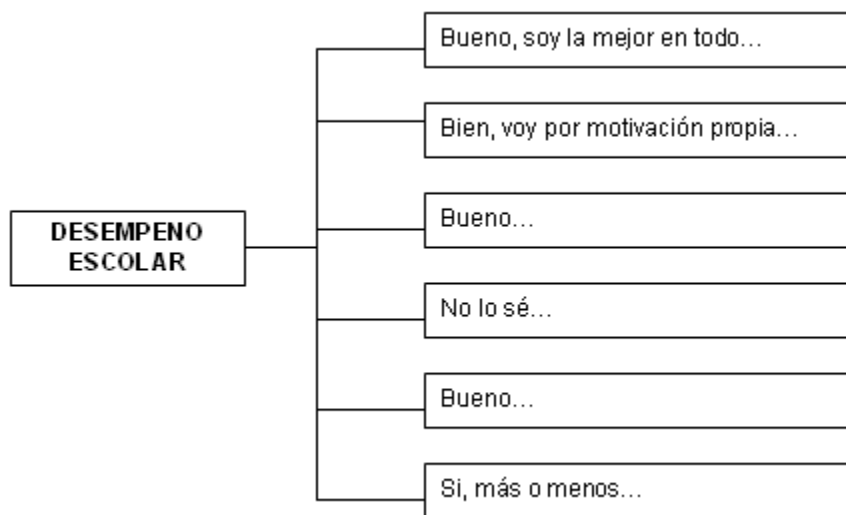 Bueno, soy la mejor en todo...
Bien, voy por motivación propia...
DESEMPENO
ESCOLAR
Bueno...
No lo sé...
Bueno...
Si, más o menos...